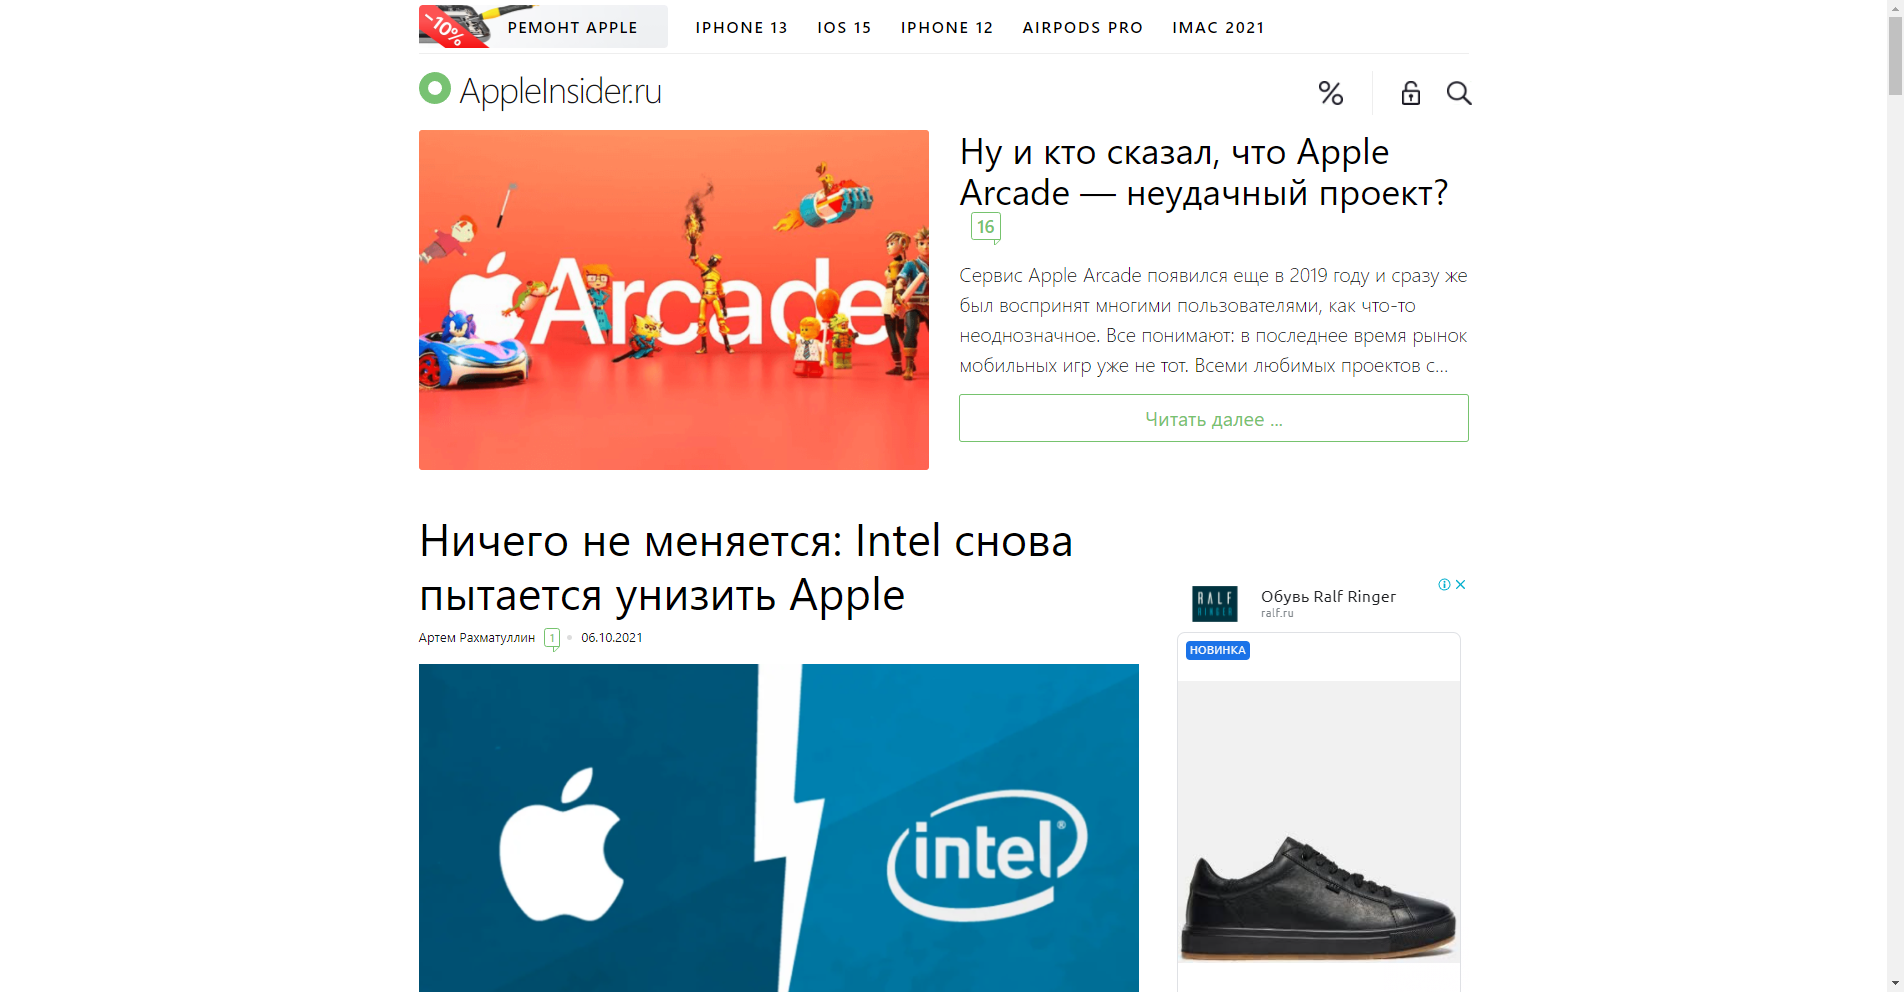 -10%
РЕМОНТ APPLE
IPHONE 13
IOS 15
IPHONE 12
AIRPODS PRO
IMAC 2021
AppleInsider.ru
Arcade
Ну и кто сказал, что Apple
Arcade — неудачный проект?
16
Сервис Apple Arcade появился еще в 2019 году и сразу же
был воспринят многими пользователями, как что-то
неоднозначное. Все понимают: в последнее время рынок
мобильных игр уже не тот. Всеми любимых проектов с...
Читать далее ...
Ничего не меняется: Intel снова
пытается унизить Apple
Артем Рахматуллин 1 06.10.2021
intel®
RALF
RINGER
Обувь Ralf Ringer
ralf.ru
НОВИНКА